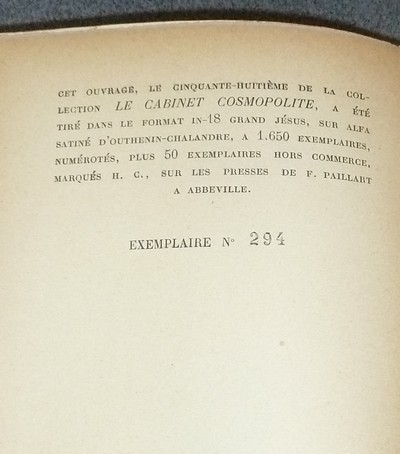 CET OUVRAGE, LE CINQUANTE-HUITIÈME DE LA COL-
LECTION LE CABINET COSMOPOLITE, A ÉTÉ
TIRÉ DANS LE FORMAT IN-18 GRAND JÉSUS, SUR ALFA
SATINÉ D'OUTHENIN-CHALANDRE, A 1.650 EXEMPLAIRES,
NUMÉROTÉS, PLUS 50 EXEMPLAIRES HORS COMMERCE,
MARQUÉS H. C., SUR LES PRESSES DE F. PAILLART
A ABBEVILLE.
EXEMPLAIRE N° 294